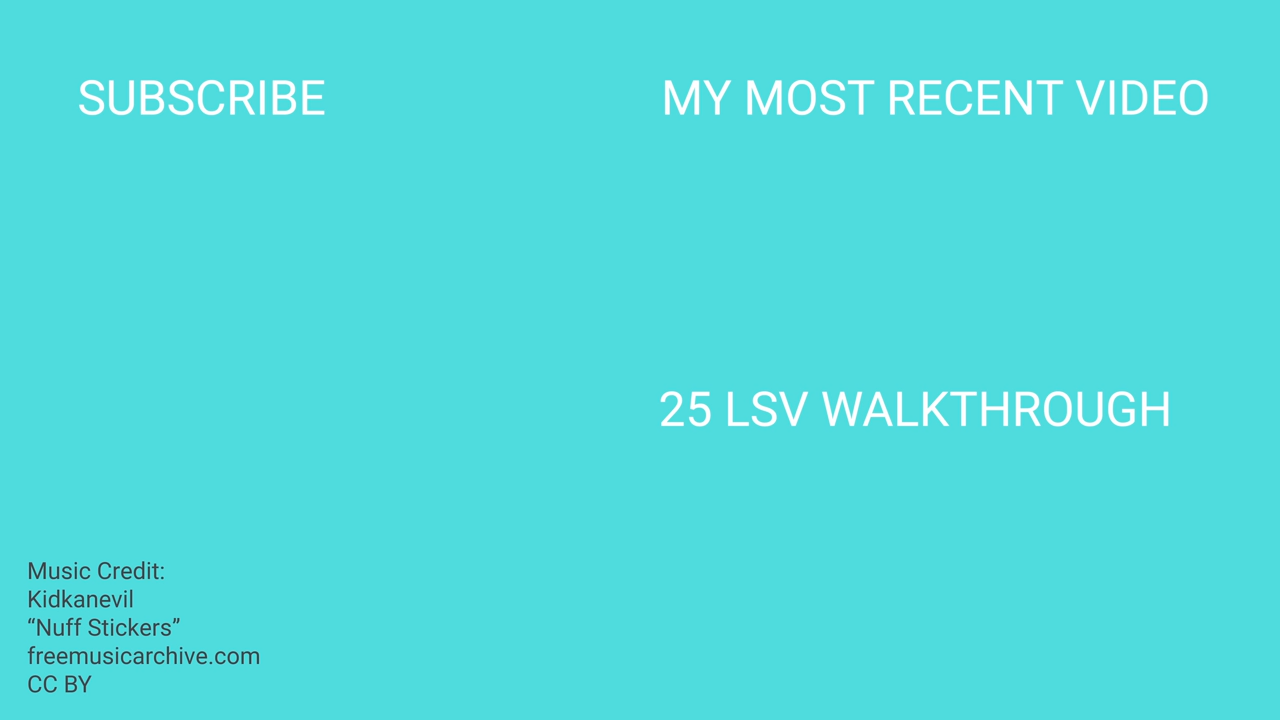 SUBSCRIBE
MY MOST RECENT VIDEO
25 LSV WALKTHROUGH
Music Credit:
Kidkanevil
“Nuff Stickers”
freemusicarchive.com
CC BY